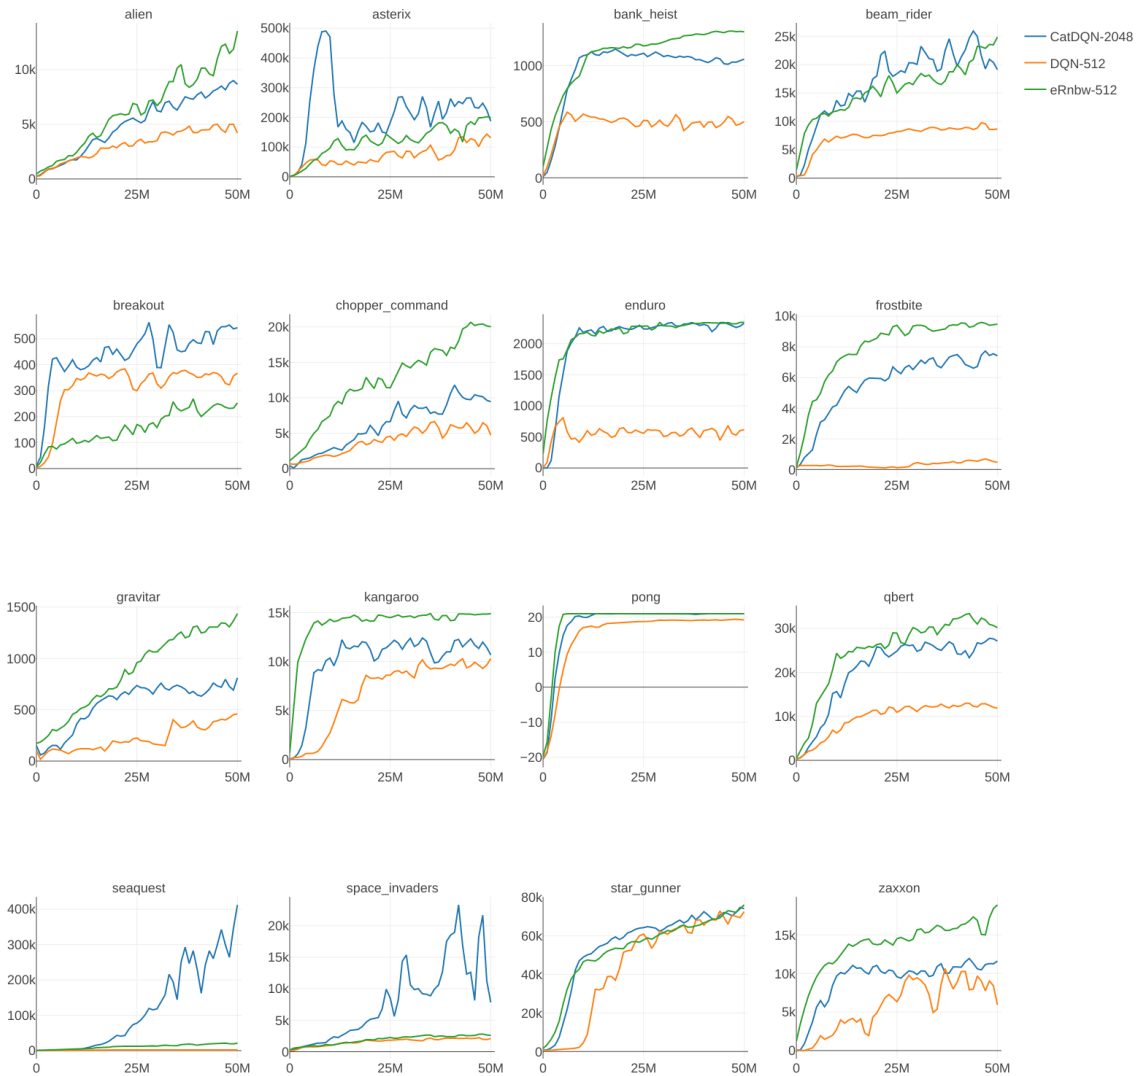 alien
asterix
bank_heist
beam_rider
10k
5k
0
0
25M
50M
500k
400k
300k
200k
100k
0
0
25M
50M
1000
500
0
0
25M
50M
25k
20k
15k
10k
5k
0
0
25M
50M
CatDQN-2048
DQN-512
eRnbw-512
breakout
chopper_command
enduro
frostbite
500
400
300
200
100
0
0
25M
50M
20k
15k
10k
5k
0
0
25M
50M
2000
1500
1000
500
0
0
25M
50M
10k
8k
6k
4k
2k
0
0
25M
50M
gravitar
kangaroo
pong
qbert
1500
1000
500
0
0
25M
50M
15k
10k
5k
0
0
25M
50M
20
10
0
−10
−20
0
25M
50M
30k
20k
10k
0
0
25M
50M
seaquest
space_invaders
star_gunner
zaxxon
400k
300k
200k
100k
0
0
25M
50M
20k
15k
10k
5k
0
0
25M
50M
80k
60k
40k
20k
0
0
25M
50M
15k
10k
5k
0
0
25M
50M